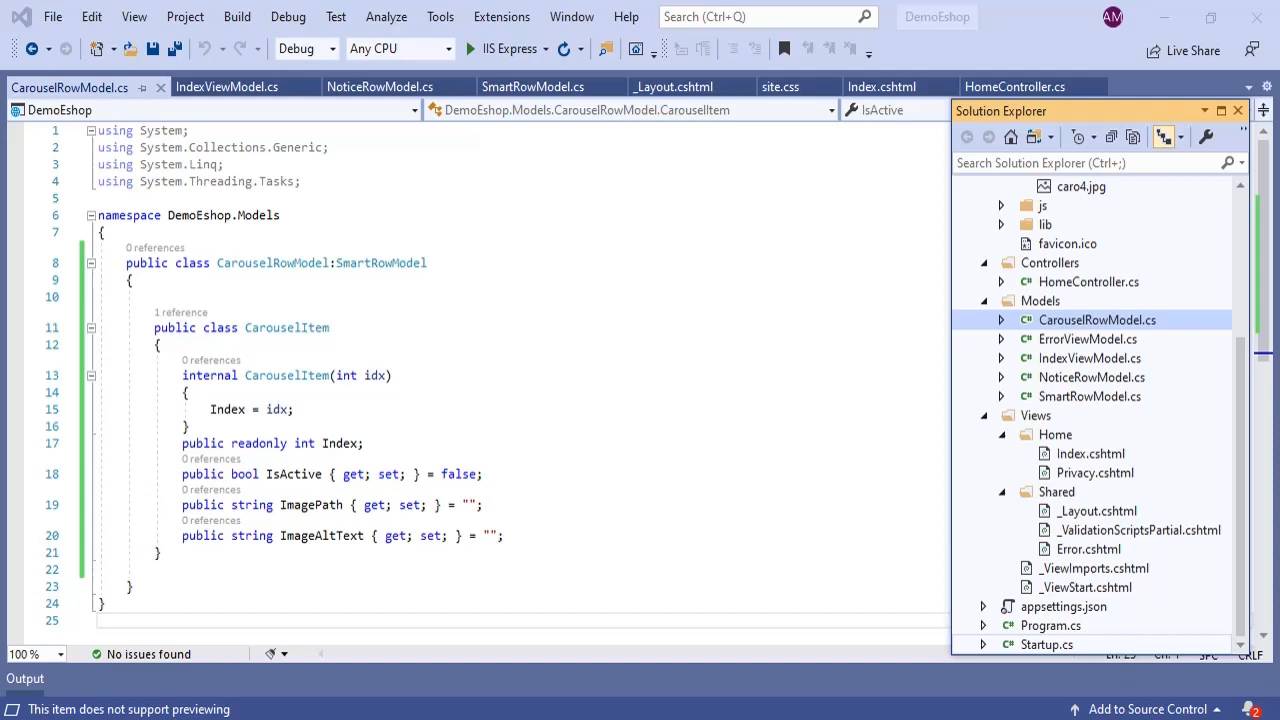 File Edit View Project Build Debug Test Analyze Tools Extensions Window Help Search (Ctrl+Q) DemoEshop AM
Debug Any CPU IIS Express Live Share
CarouselRowModel.cs IndexViewModel.cs NoticeRowModel.cs SmartRowModel.cs _Layout.cshtml site.css Index.cshtml HomeController.cs
DemoEshop DemoEshop.Models.CarouselRowModel.CarouselItem IsActive
1 using System;
2 using System.Collections.Generic;
3 using System.Linq;
4 using System.Threading.Tasks;
5
6 namespace DemoEshop.Models
7 {
0 references
8 public class CarouselRowModel:SmartRowModel
9 {
10
1 reference
11 public class CarouselItem
12 {
0 references
13 internal CarouselItem(int idx)
14 {
15 Index = idx;
16 }
17 public readonly int Index;
0 references
18 public bool IsActive { get; set; } = false;
0 references
19 public string ImagePath { get; set; } = "";
0 references
20 public string ImageAltText { get; set; } = "";
21 }
22
23 }
24 }
25
Solution Explorer
Search Solution Explorer (Ctrl+;)
caro4.jpg
js
lib
favicon.ico
Controllers
HomeController.cs
Models
CarouselRowModel.cs
ErrorViewModel.cs
IndexViewModel.cs
NoticeRowModel.cs
SmartRowModel.cs
Views
Home
Index.cshtml
Privacy.cshtml
Shared
_Layout.cshtml
_ValidationScriptsPartial.cshtml
Error.cshtml
_ViewImports.cshtml
_ViewStart.cshtml
appsettings.json
Program.cs
Startup.cs
100 % No issues found SPC CRLF
Output
This item does not support previewing Add to Source Control 2